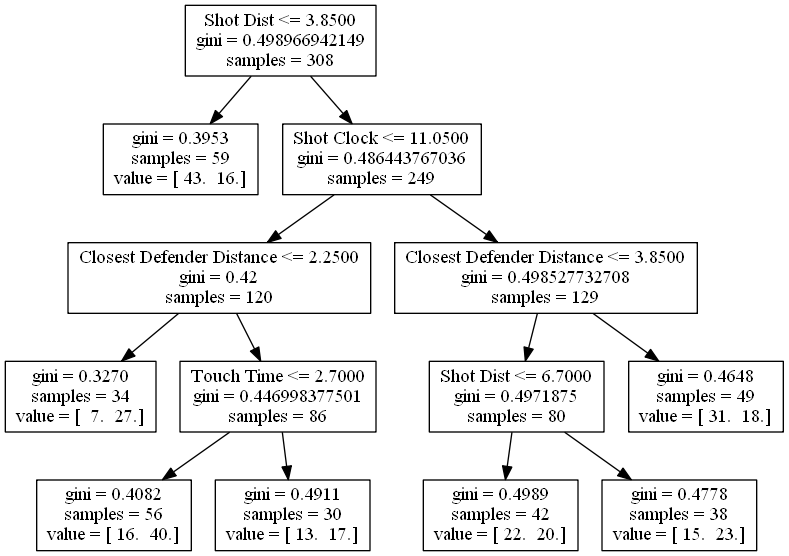 Shot Dist <= 3.8500
gini = 0.498966942149
samples = 308
gini = 0.3953
samples = 59
value = [ 43.  16.]
Shot Clock <= 11.0500
gini = 0.486443767036
samples = 249
Closest Defender Distance <= 2.2500
gini = 0.42
samples = 120
Closest Defender Distance <= 3.8500
gini = 0.498527732708
samples = 129
gini = 0.3270
samples = 34
value = [  7.  27.]
Touch Time <= 2.7000
gini = 0.446998377501
samples = 86
Shot Dist <= 6.7000
gini = 0.4971875
samples = 80
gini = 0.4648
samples = 49
value = [ 31.  18.]
gini = 0.4082
samples = 56
value = [ 16.  40.]
gini = 0.4911
samples = 30
value = [ 13.  17.]
gini = 0.4989
samples = 42
value = [ 22.  20.]
gini = 0.4778
samples = 38
value = [ 15.  23.]